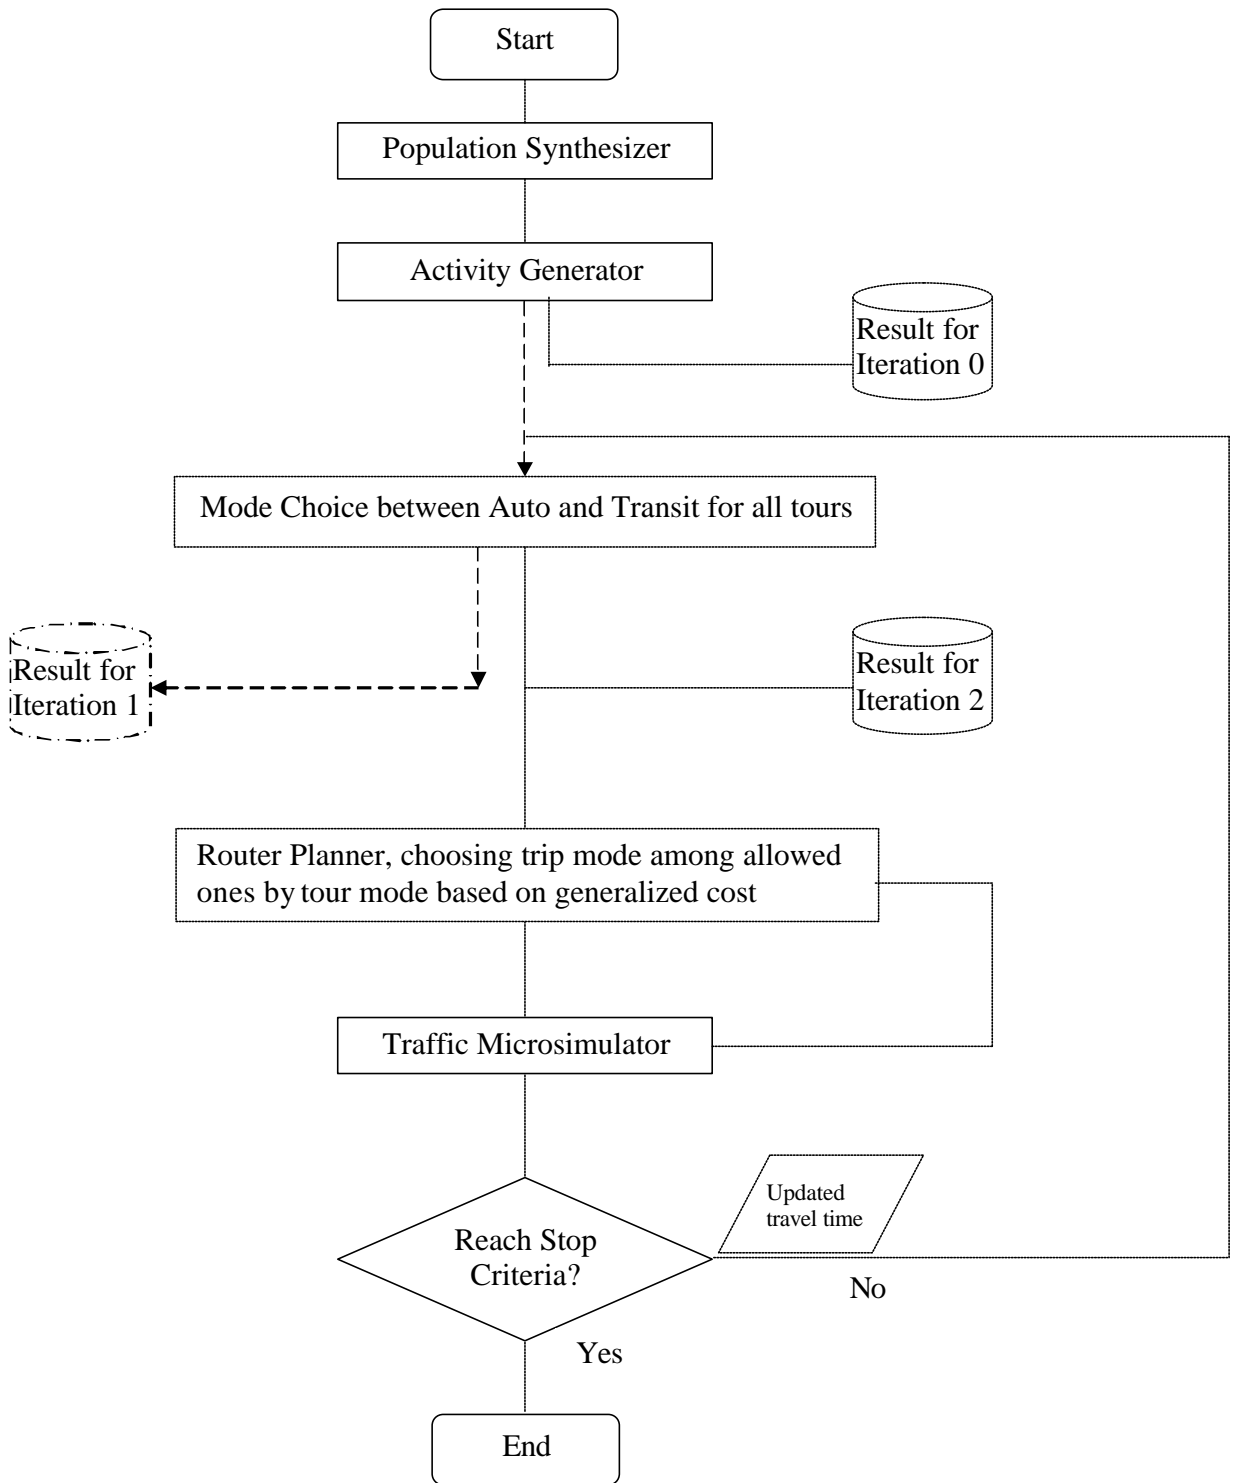 Start
Population Synthesizer
Activity Generator
Result for
Iteration 0
Mode Choice between Auto and Transit for all tours
Result for
Iteration 1
Result for
Iteration 2
Router Planner, choosing trip mode among allowed
ones by tour mode based on generalized cost
Traffic Microsimulator
Updated
travel time
Reach Stop
Criteria?
No
Yes
End